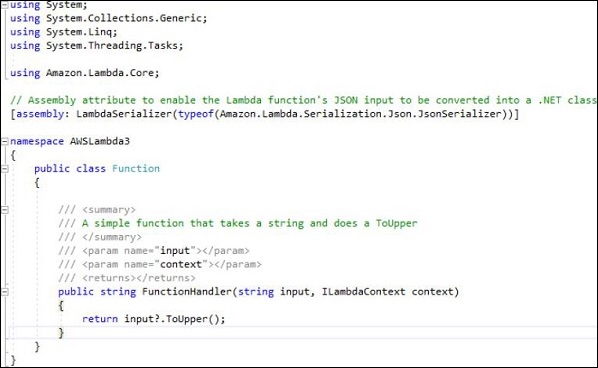 using System;
using System.Collections.Generic;
using System.Linq;
using System.Threading.Tasks;
using Amazon.Lambda.Core;
// Assembly attribute to enable the Lambda function's JSON input to be converted into a .NET class
[assembly: LambdaSerializer(typeof(Amazon.Lambda.Serialization.Json.JsonSerializer))]
namespace AWSLambda3
{
public class Function
{
/// <summary>
/// A simple function that takes a string and does a ToUpper
/// </summary>
/// <param name="input"></param>
/// <param name="context"></param>
/// <returns></returns>
public string FunctionHandler(string input, ILambdaContext context)
{
return input?.ToUpper();
}
}
}